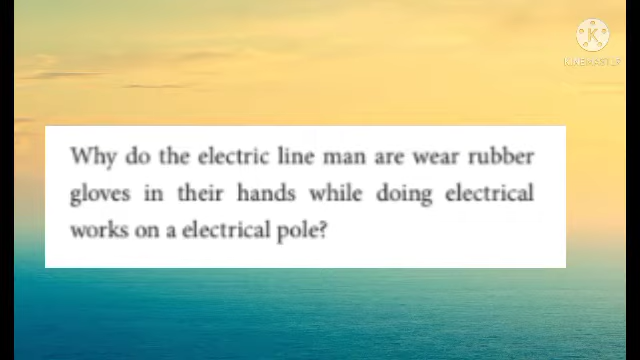 K
KINEMASTER
Why do the electric line man are wear rubber
gloves in their hands while doing electrical
works on a electrical pole?